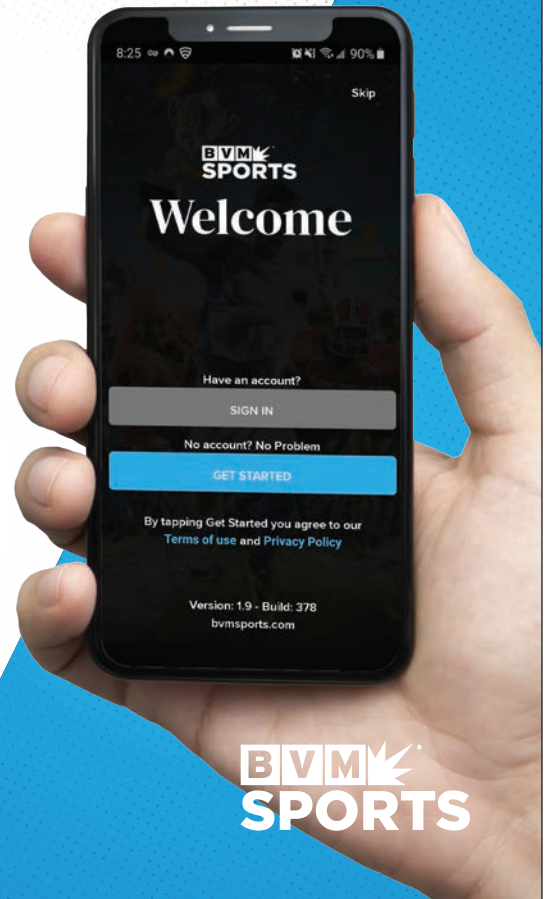 8:25
90%
Skip
BVM
SPORTS
Welcome
Have an account?
SIGN IN
No account? No Problem
GET STARTED
By tapping Get Started you agree to our
Terms of use and Privacy Policy
Version: 1.9 - Build: 378
bvmsports.com
BVM
SPORTS